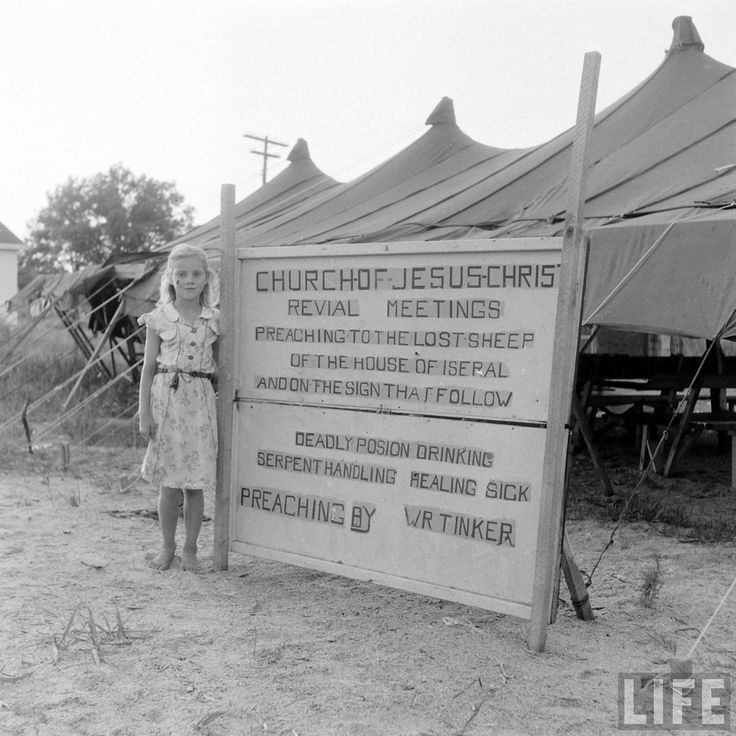 CHURCH OF JESUS-CHRIST
REVIAL MEETINGS
PREACHING TO THE LOST SHEEP
OF THE HOUSE OF ISERAL
AND ON THE SIGN THAT FOLLOW
DEADLY POSION DRINKING
SERPENT HANDLING HEALING SICK
PREACHING BY WR TINKER
LIFE